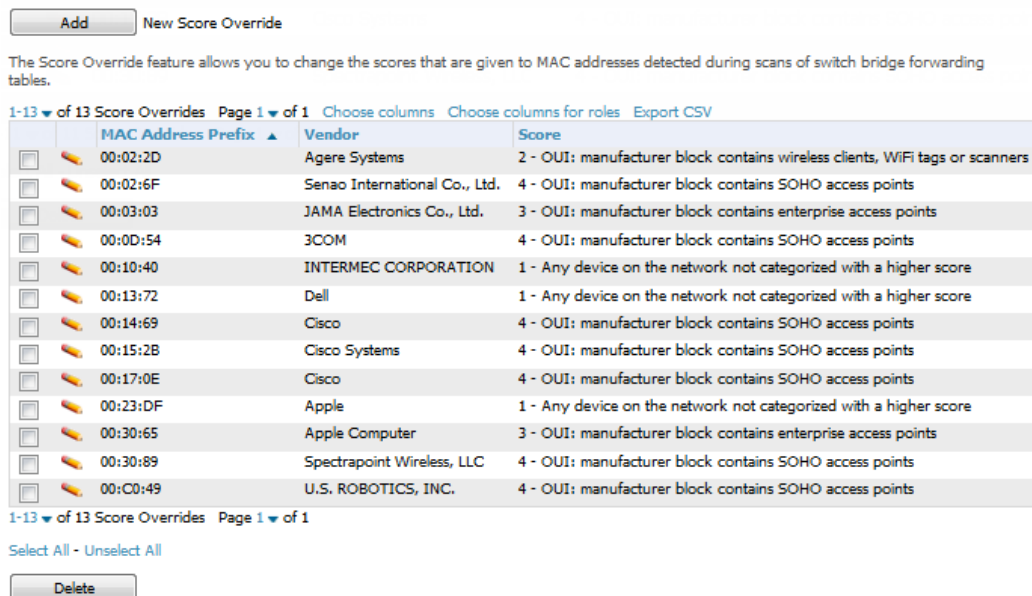 Add New Score Override
The Score Override feature allows you to change the scores that are given to MAC addresses detected during scans of switch bridge forwarding
tables.
1-13 of 13 Score Overrides Page 1 of 1 Choose columns Choose columns for roles Export CSV
MAC Address Prefix Vendor Score
00:02:2D Agere Systems 2 - OUI: manufacturer block contains wireless clients, WiFi tags or scanners
00:02:6F Senao International Co., Ltd. 4 - OUI: manufacturer block contains SOHO access points
00:03:03 JAMA Electronics Co., Ltd. 3 - OUI: manufacturer block contains enterprise access points
00:0D:54 3COM 4 - OUI: manufacturer block contains SOHO access points
00:10:40 INTERMEC CORPORATION 1 - Any device on the network not categorized with a higher score
00:13:72 Dell 1 - Any device on the network not categorized with a higher score
00:14:69 Cisco 4 - OUI: manufacturer block contains SOHO access points
00:15:2B Cisco Systems 4 - OUI: manufacturer block contains SOHO access points
00:17:0E Cisco 4 - OUI: manufacturer block contains SOHO access points
00:23:DF Apple 1 - Any device on the network not categorized with a higher score
00:30:65 Apple Computer 3 - OUI: manufacturer block contains enterprise access points
00:30:89 Spectrapoint Wireless, LLC 4 - OUI: manufacturer block contains SOHO access points
00:C0:49 U.S. ROBOTICS, INC. 4 - OUI: manufacturer block contains SOHO access points
1-13 of 13 Score Overrides Page 1 of 1
Select All - Unselect All
Delete